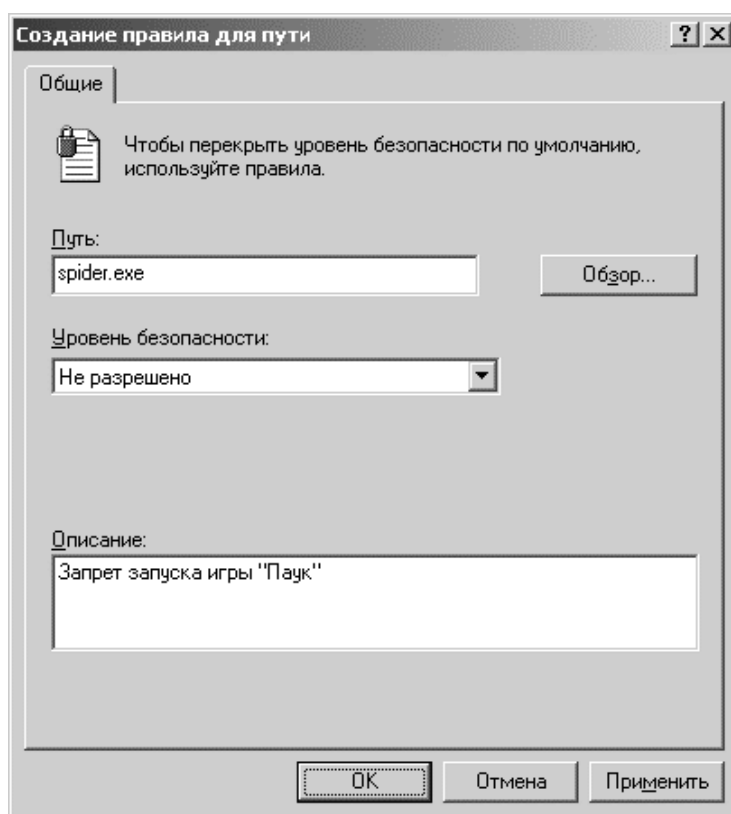 Создание правила для пути
Общие
Чтобы перекрыть уровень безопасности по умолчанию,
используйте правила.
Путь:
spider.exe
Обзор...
Уровень безопасности:
Не разрешено
Описание:
Запрет запуска игры "Паук"
OK
Отмена
Применить